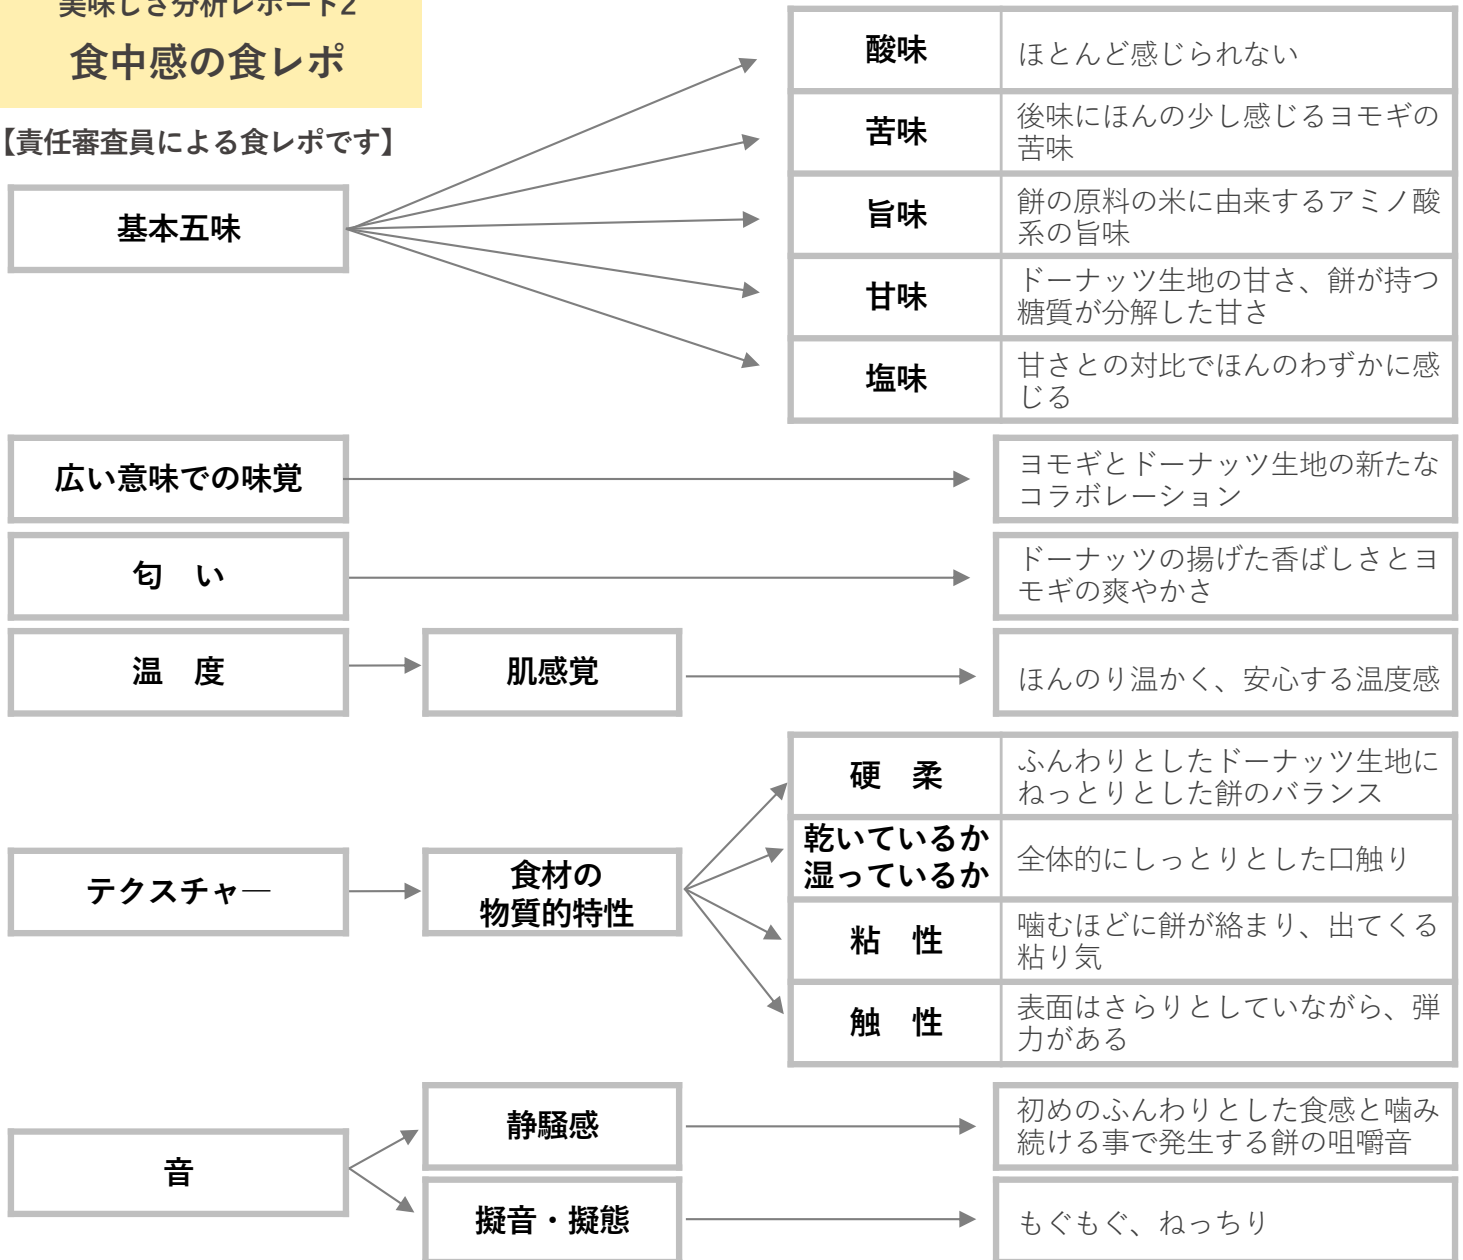 美味しさ分析レポート2
食中感の食レポ
【責任審査員による食レポです】
基本五味
酸味
ほとんど感じられない
苦味
後味にほんの少し感じるヨモギの
苦味
旨味
餅の原料の米に由来するアミノ酸
系の旨味
甘味
ドーナッツ生地の甘さ、餅が持つ
糖質が分解した甘さ
塩味
甘さとの対比でほんのわずかに感
じる
広い意味での味覚
ヨモギとドーナッツ生地の新たな
コラボレーション
匂　い
ドーナッツの揚げた香ばしさとヨ
モギの爽やかさ
温　度
肌感覚
ほんのり温かく、安心する温度感
テクスチャ―
食材の
物質的特性
硬　柔
ふんわりとしたドーナッツ生地に
ねっとりとした餅のバランス
乾いているか
湿っているか
全体的にしっとりとした口触り
粘　性
噛むほどに餅が絡まり、出てくる
粘り気
触　性
表面はさらりとしていながら、弾
力がある
音
静騒感
初めのふんわりとした食感と噛み
続ける事で発生する餅の咀嚼音
擬音・擬態
もぐもぐ、ねっちり